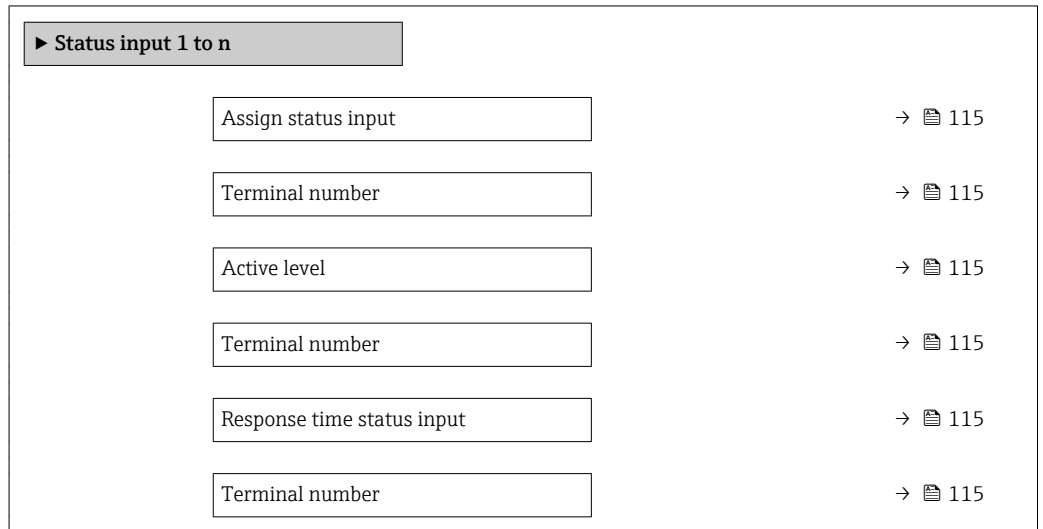 ▶ Status input 1 to n
Assign status input → 115
Terminal number → 115
Active level → 115
Terminal number → 115
Response time status input → 115
Terminal number → 115